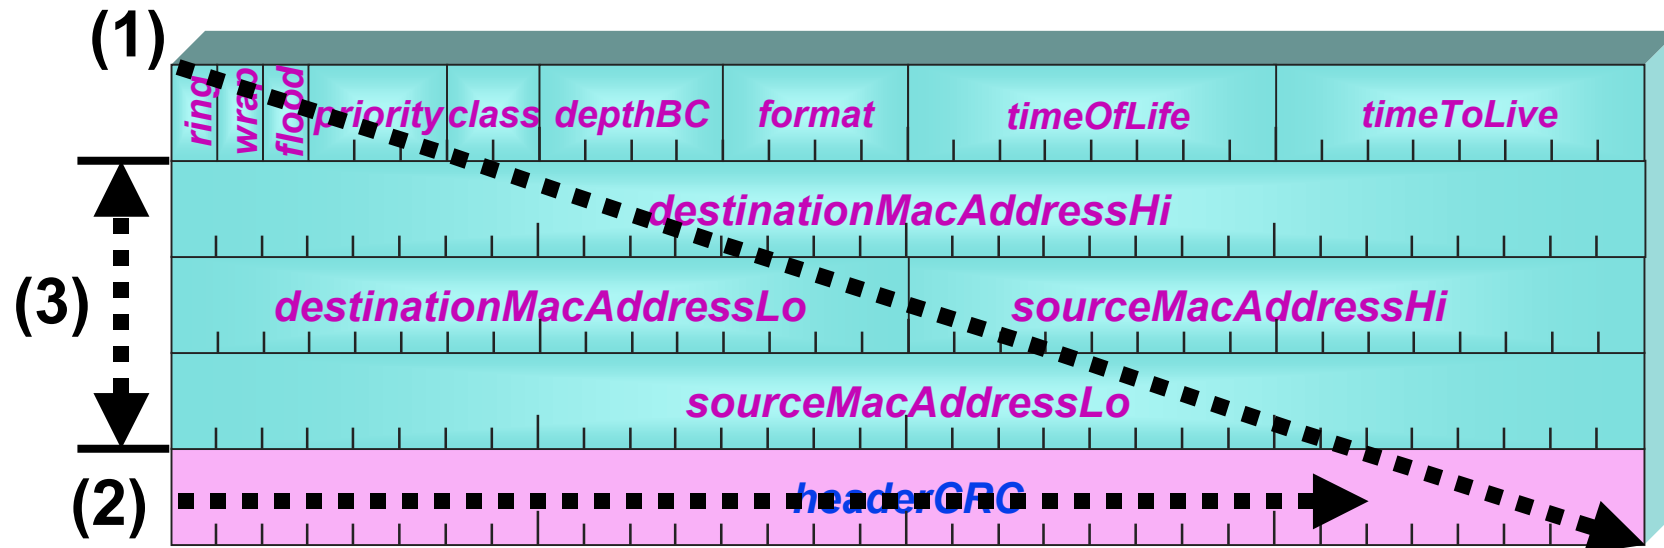 (1)
ring wrap flood priority class depthBC format timeOfLife timeToLive
destinationMacAddressHi
(3)
destinationMacAddressLo sourceMacAddressHi
sourceMacAddressLo
(2)
headerCRC